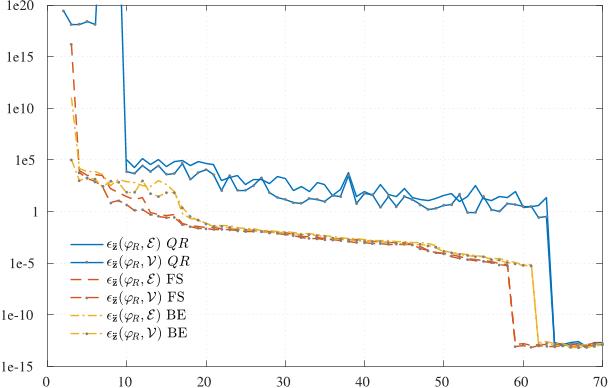 1e20
1e15
1e10
1e5
1
1e-5
1e-10
1e-15
ϵ_z̄(φ_R, ℰ) QR
ϵ_z̄(φ_R, 𝒱) QR
ϵ_z̄(φ_R, ℰ) FS
ϵ_z̄(φ_R, 𝒱) FS
ϵ_z̄(φ_R, ℰ) BE
ϵ_z̄(φ_R, 𝒱) BE
0 10 20 30 40 50 60 70